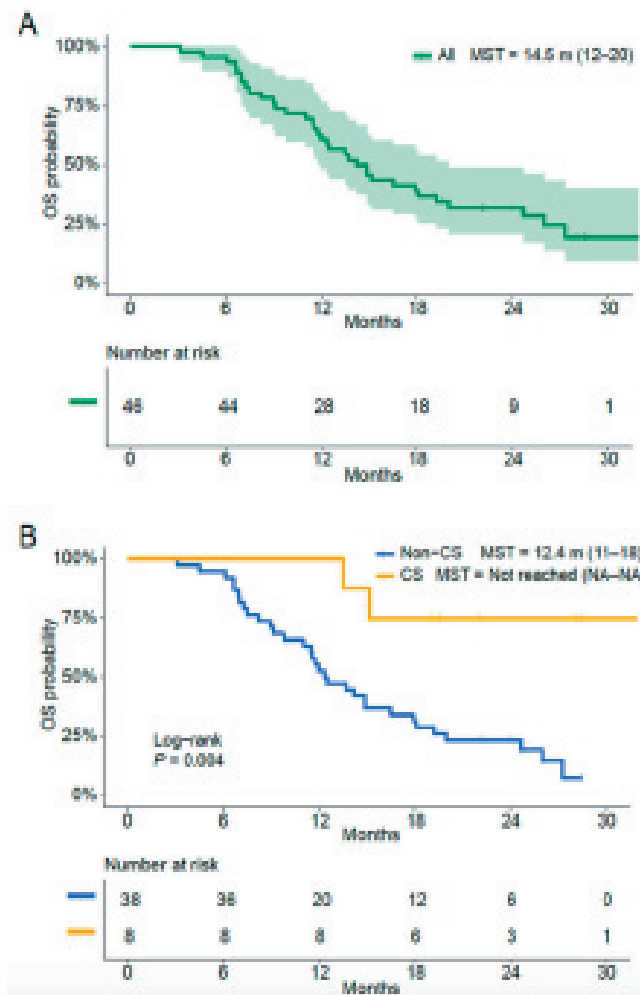 A
100%
All MST = 14.5 m (12–20)
75%
50%
25%
0%
OS probability
0 6 12 18 24 30
Months
Number at risk
46 44 28 18 9 1
0 6 12 18 24 30
Months
B
100%
Non-CS MST = 12.4 m (11–18)
CS MST = Not reached (NA–NA
75%
50%
25%
0%
OS probability
Log-rank
P = 0.004
0 6 12 18 24 30
Months
Number at risk
38 36 20 12 6 0
8 8 8 6 3 1
0 6 12 18 24 30
Months